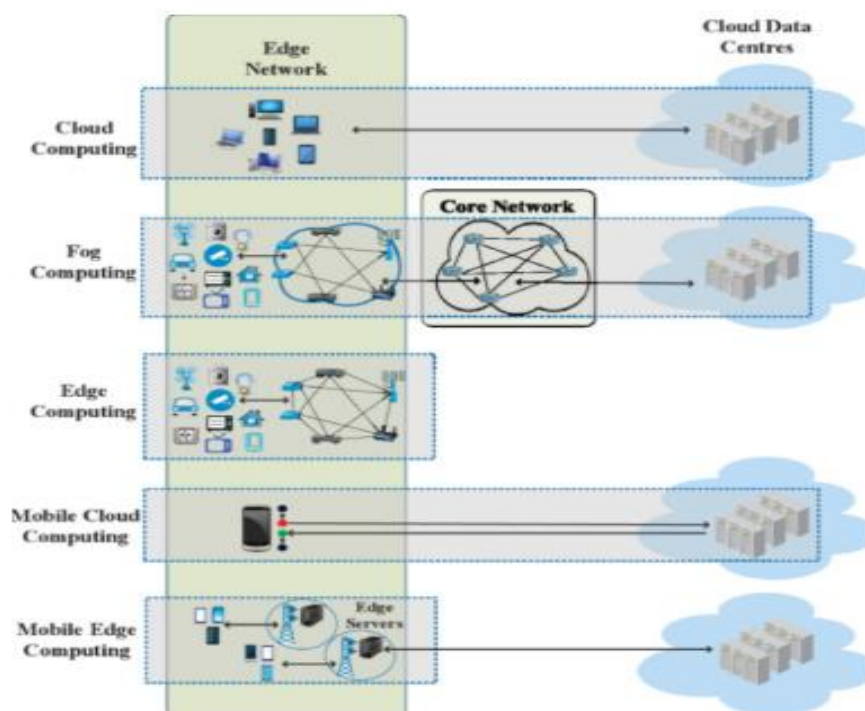 Edge
Network
Cloud Data
Centres
Cloud
Computing
Core Network
Fog
Computing
Edge
Computing
Mobile Cloud
Computing
Edge
Servers
Mobile Edge
Computing